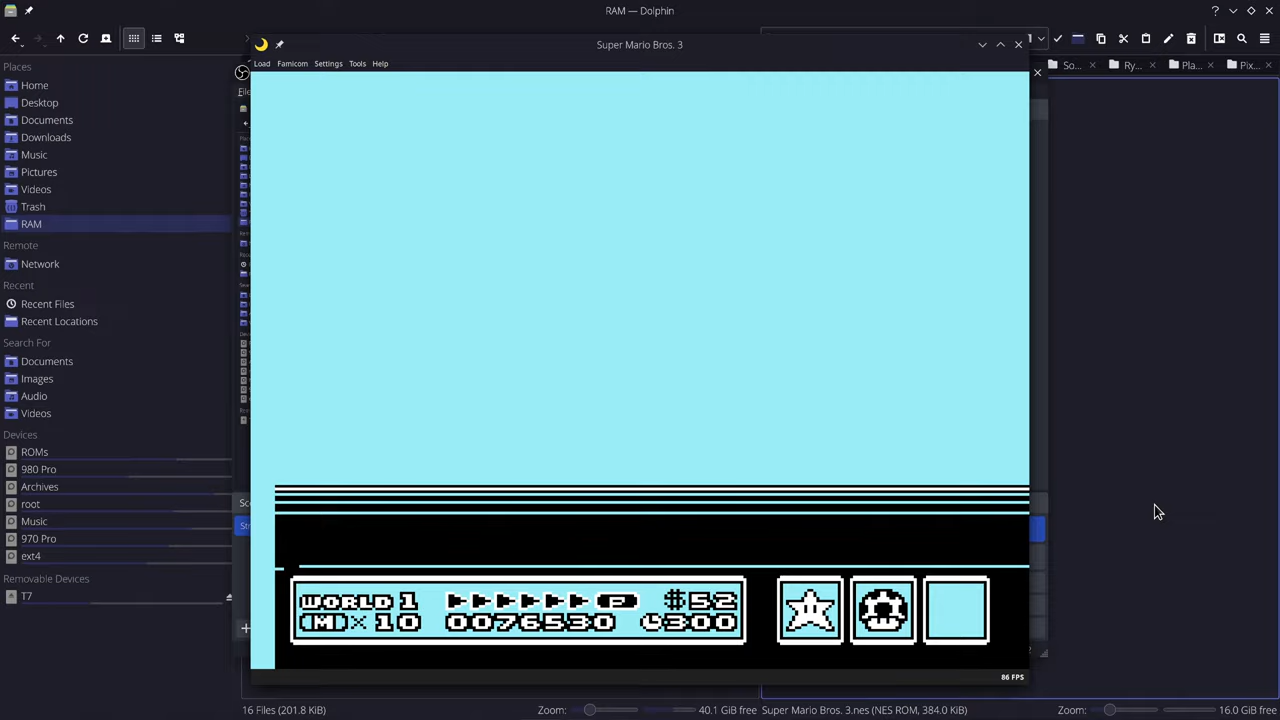 RAM — Dolphin
Super Mario Bros. 3
Load Famicom Settings Tools Help
So... Ry... Pla... Pix...
Places
Home
Desktop
Documents
Downloads
Music
Pictures
Videos
Trash
RAM
Remote
Network
Recent
Recent Files
Recent Locations
Search For
Documents
Images
Audio
Videos
Devices
ROMs
980 Pro
Archives
root
Music
970 Pro
ext4
Removable Devices
T7
WORLD 1 P #52
(M)× 10 0076530 300
86 FPS
16 Files (201.8 KiB) Zoom: 40.1 GiB free
Super Mario Bros. 3.nes (NES ROM, 384.0 KiB) Zoom: 16.0 GiB free